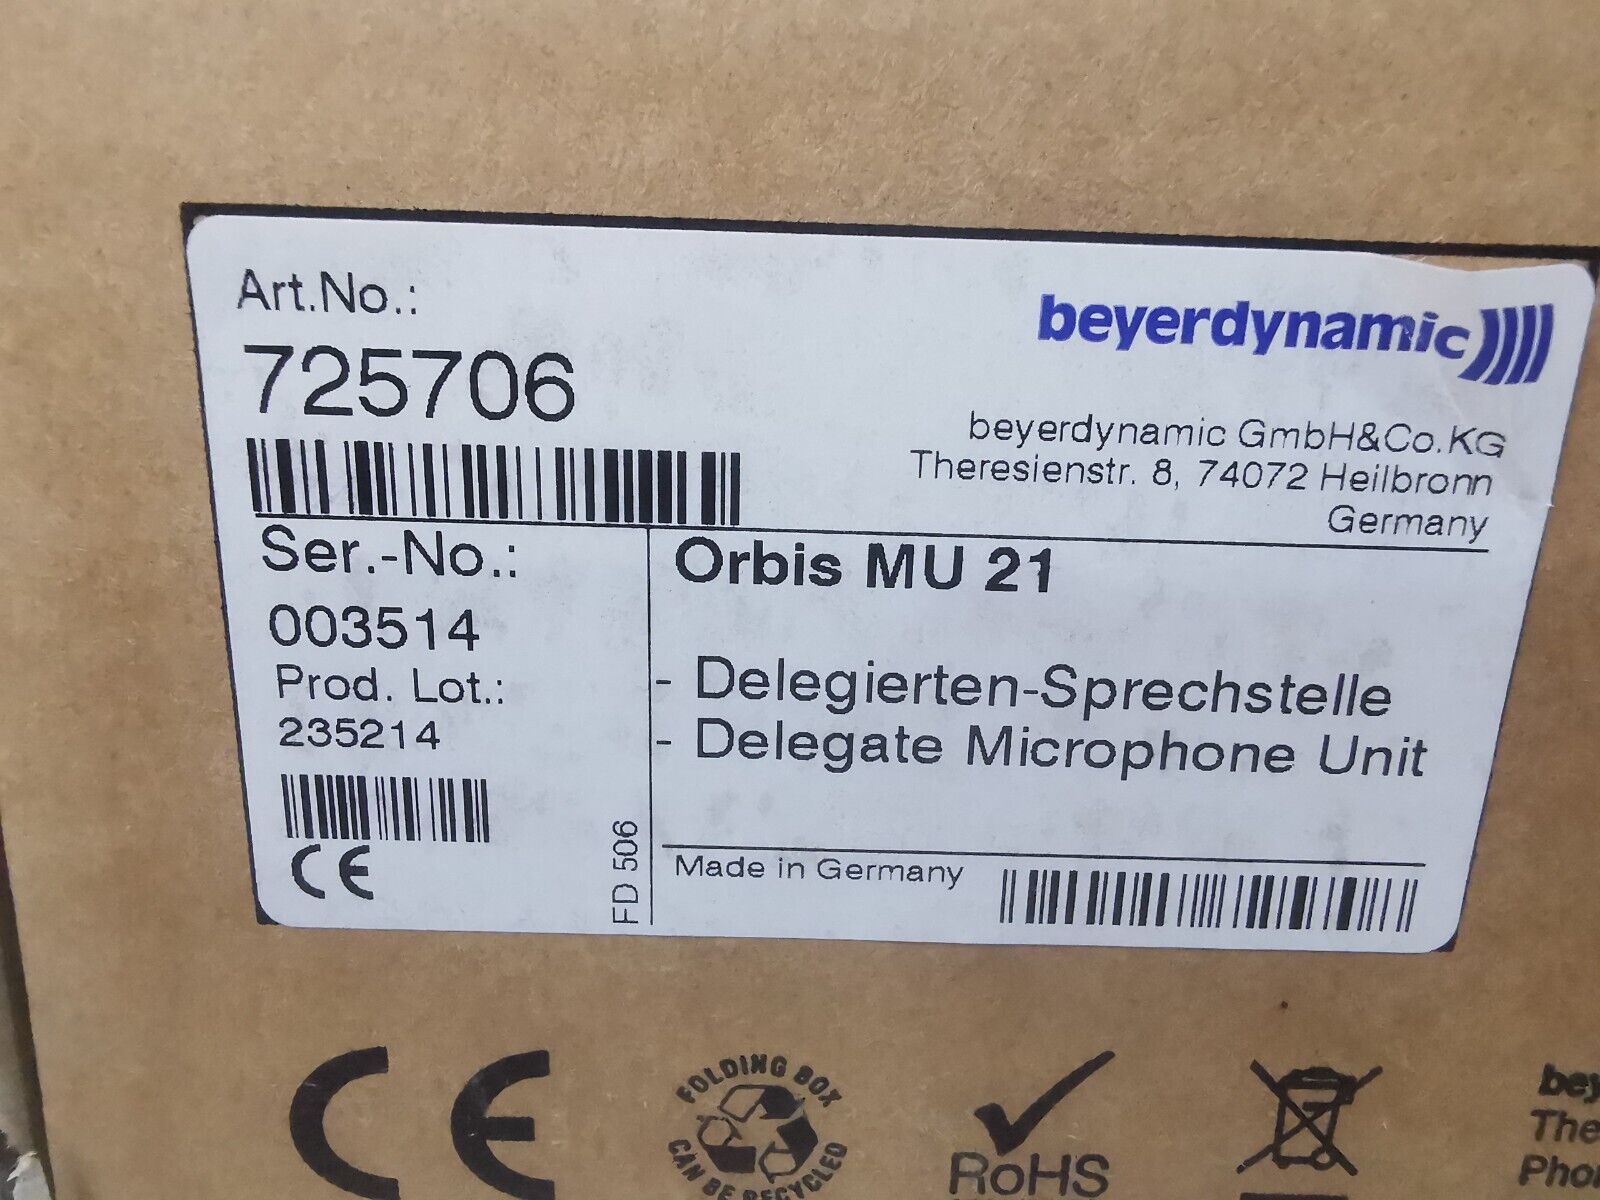 Art.No.:
725706
beyerdynamic
beyerdynamic GmbH&Co.KG
Theresienstr. 8, 74072 Heilbronn
Germany
Ser.-No.:
003514
Prod. Lot.:
235214
CE
FD 506
Orbis MU 21
- Delegierten-Sprechstelle
- Delegate Microphone Unit
Made in Germany
CE
FOLDING BOX
CAN BE RECYCLED
RoHS